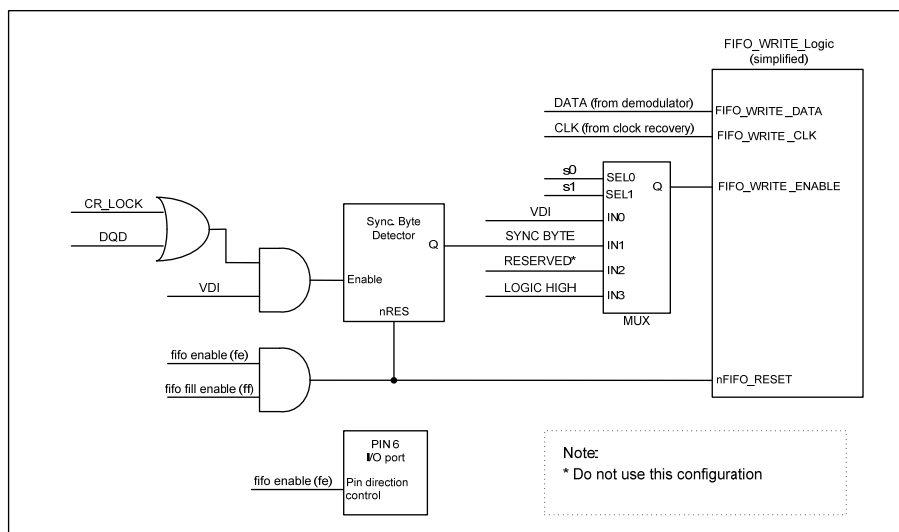 FIFO_WRITE_Logic
(simplified)
DATA (from demodulator)
FIFO_WRITE_DATA
CLK (from clock recovery)
FIFO_WRITE_CLK
s0
SEL0
Q
FIFO_WRITE_ENABLE
s1
SEL1
CR_LOCK
VDI
IN0
Sync. Byte
Detector
Q
SYNC BYTE
IN1
DQD
RESERVED*
IN2
Enable
VDI
LOGIC HIGH
IN3
nRES
MUX
fifo enable (fe)
nFIFO_RESET
fifo fill enable (ff)
PIN 6
I/O port
Note:
* Do not use this configuration
fifo enable (fe)
Pin direction
control